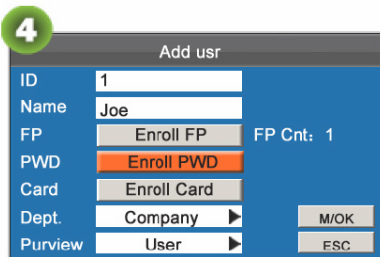 4
Add usr
ID 1
Name Joe
FP Enroll FP FP Cnt: 1
PWD Enroll PWD
Card Enroll Card
Dept. Company M/OK
Purview User ESC